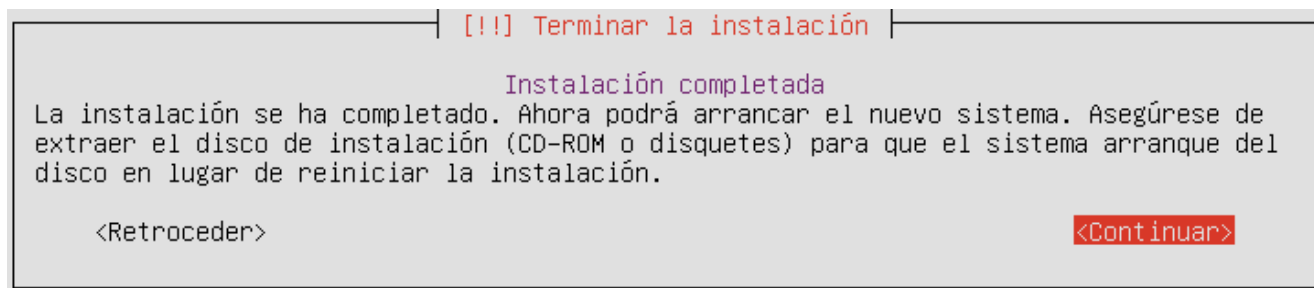 [!!] Terminar la instalación
Instalación completada
La instalación se ha completado. Ahora podrá arrancar el nuevo sistema. Asegúrese de
extraer el disco de instalación (CD-ROM o disquetes) para que el sistema arranque del
disco en lugar de reiniciar la instalación.
<Retroceder> <Continuar>